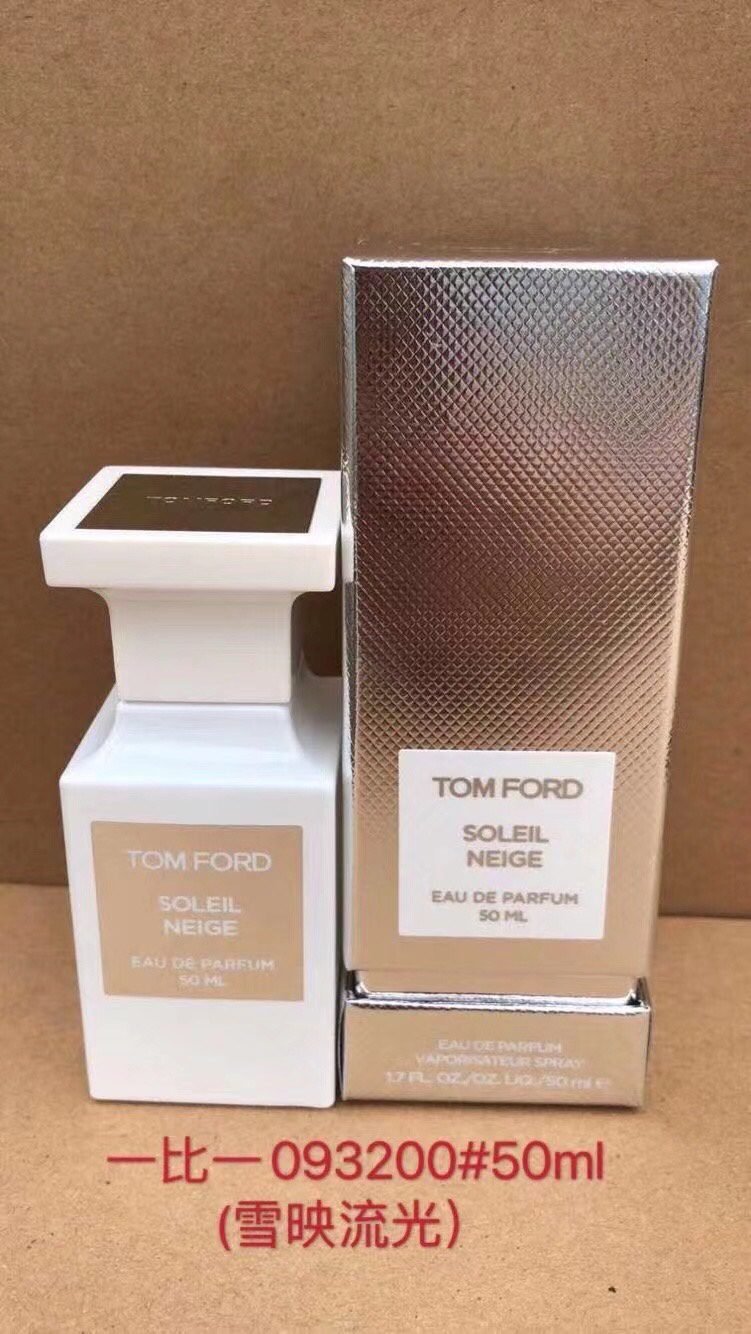 TOM FORD
TOM FORD
SOLEIL
NEIGE
EAU DE PARFUM
50 ML
TOM FORD
SOLEIL
NEIGE
EAU DE PARFUM
50 ML
EAU DE PARFUM
VAPORISATEUR SPRAY
1.7 FL. OZ./OZ. LIQ./50 ml e
一比一093200#50ml
(雪映流光)